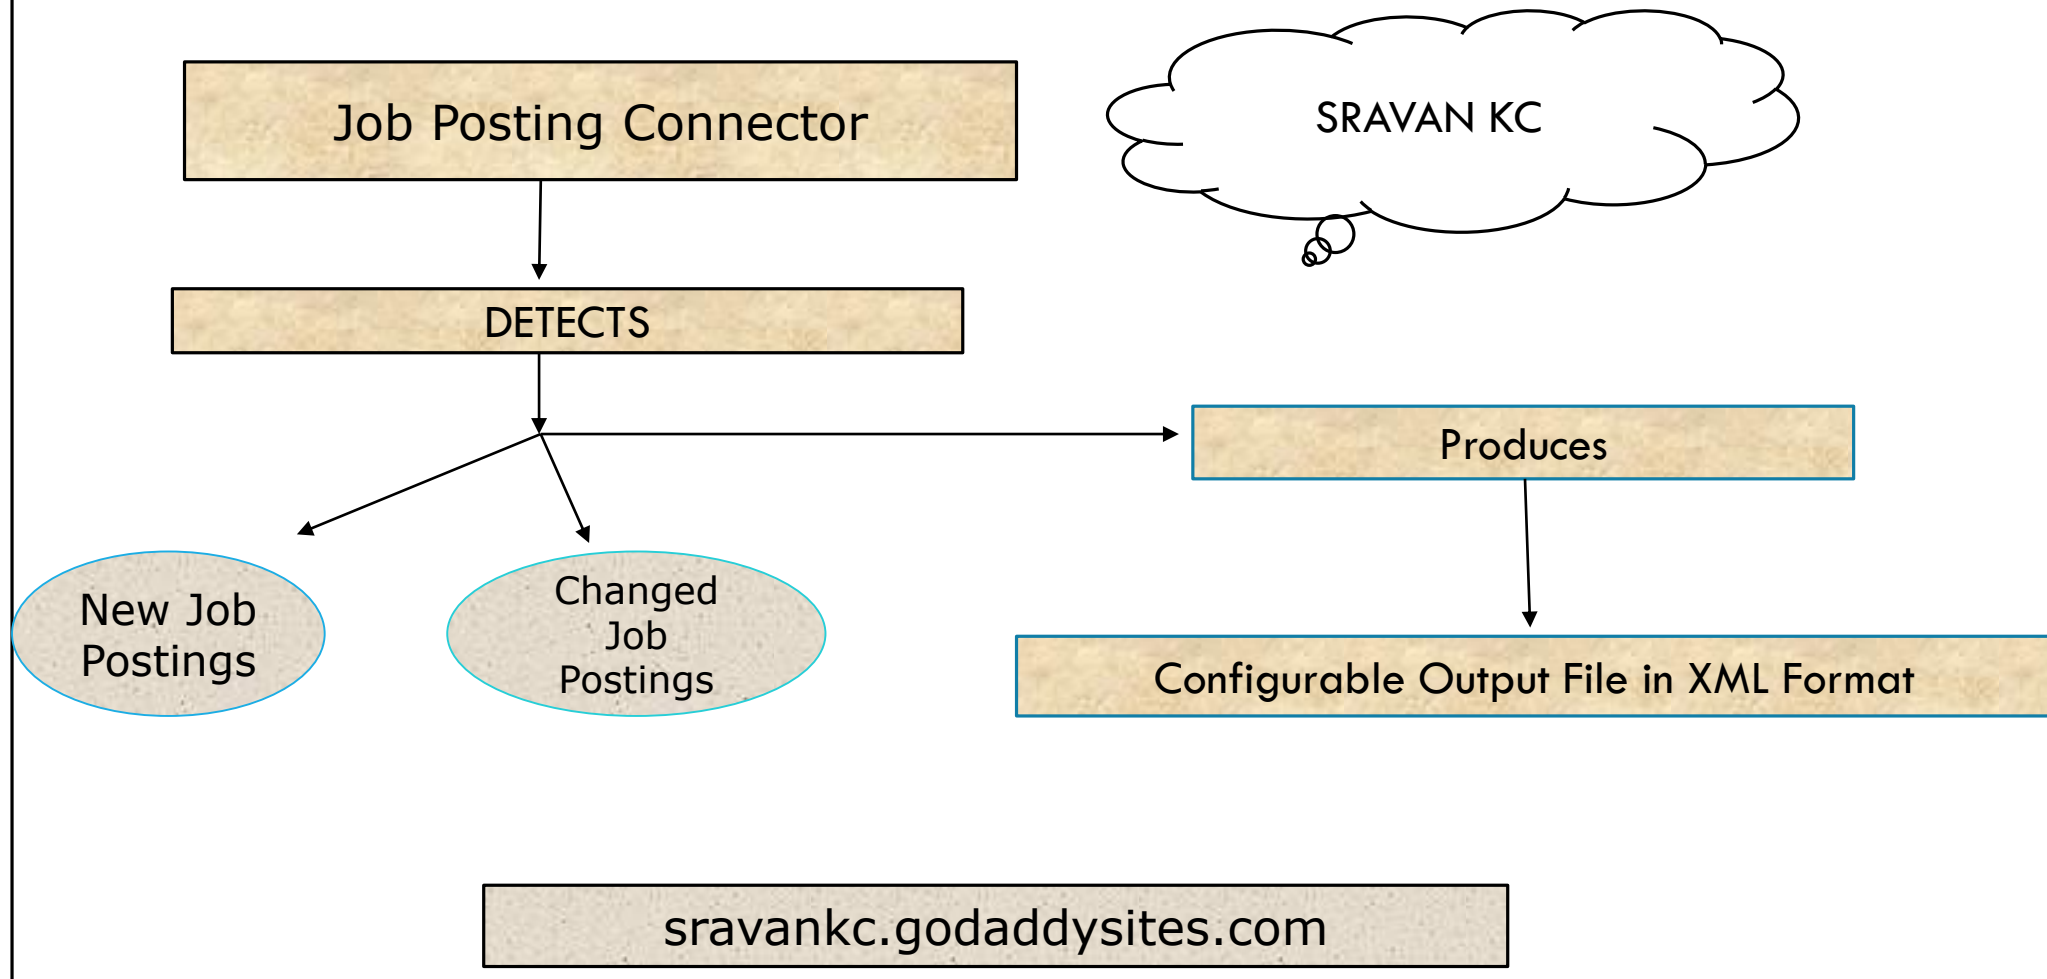 Job Posting Connector
SRAVAN KC
DETECTS
Produces
New Job
Postings
Changed
Job
Postings
Configurable Output File in XML Format
sravankc.godaddysites.com